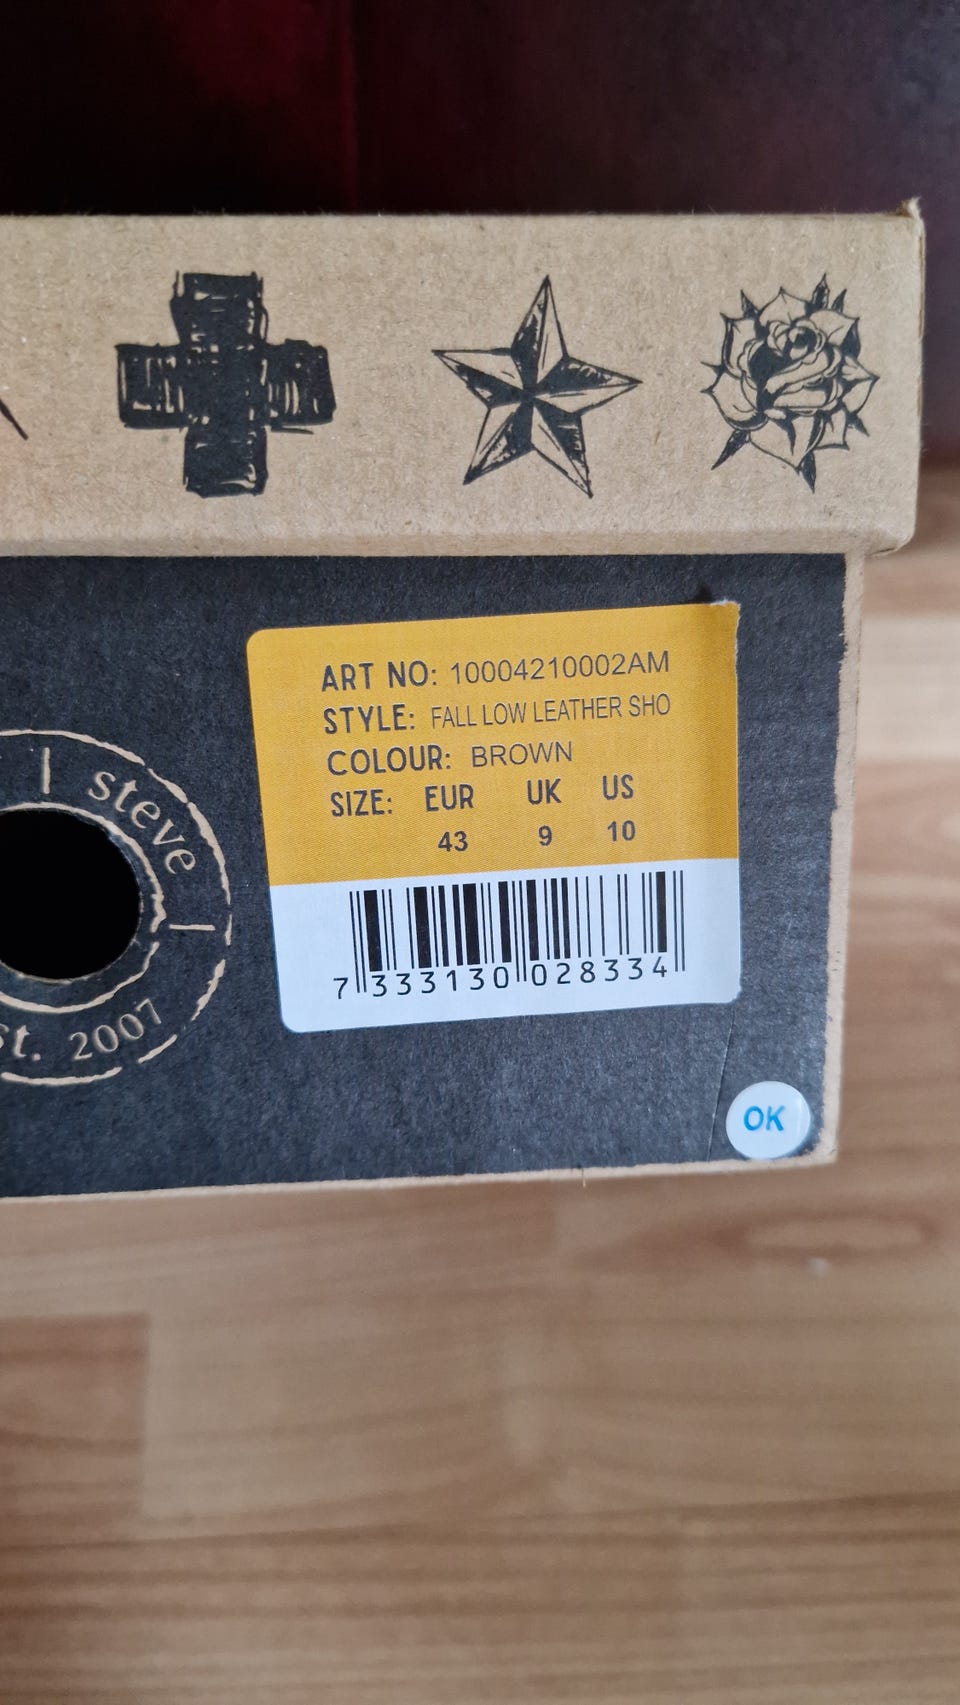 ART NO: 10004210002AM
STYLE: FALL LOW LEATHER SHO
COLOUR: BROWN
SIZE: EUR UK US
43 9 10
7 333130 028334
| steve |
st. 2007
OK